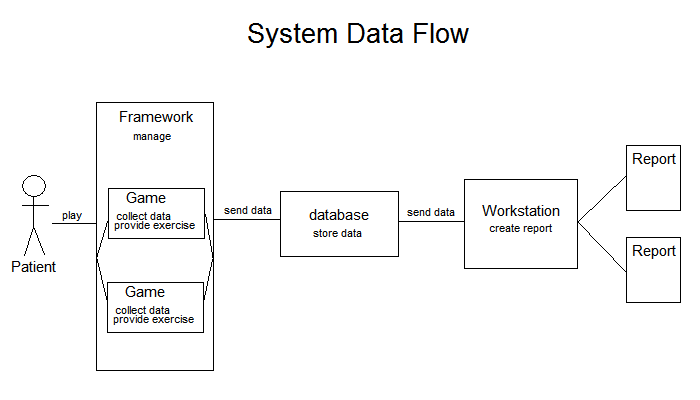 System Data Flow
Patient
play
Framework
manage
Game
collect data
provide exercise
Game
collect data
provide exercise
send data
database
store data
send data
Workstation
create report
Report
Report